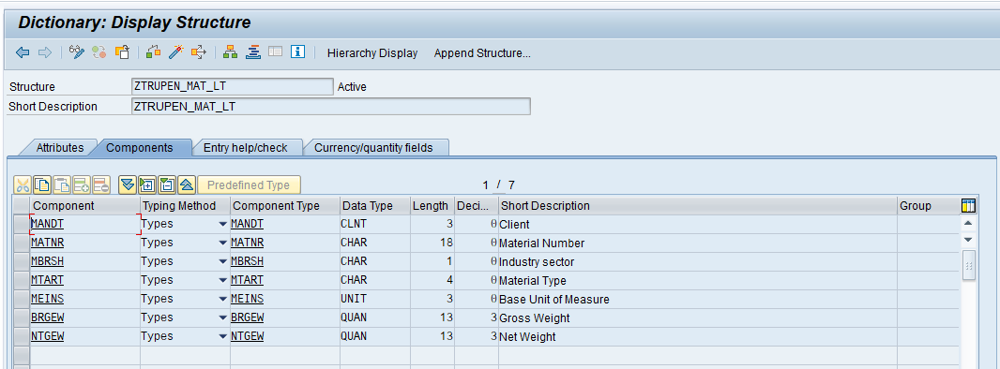 Dictionary: Display Structure
Hierarchy Display Append Structure...
Structure ZTRUPEN_MAT_LT Active
Short Description ZTRUPEN_MAT_LT
Attributes Components Entry help/check Currency/quantity fields
Predefined Type 1 / 7
Component Typing Method Component Type Data Type Length Deci... Short Description Group
MANDT Types MANDT CLNT 3 0 Client
MATNR Types MATNR CHAR 18 0 Material Number
MBRSH Types MBRSH CHAR 1 0 Industry sector
MTART Types MTART CHAR 4 0 Material Type
MEINS Types MEINS UNIT 3 0 Base Unit of Measure
BRGEW Types BRGEW QUAN 13 3 Gross Weight
NTGEW Types NTGEW QUAN 13 3 Net Weight